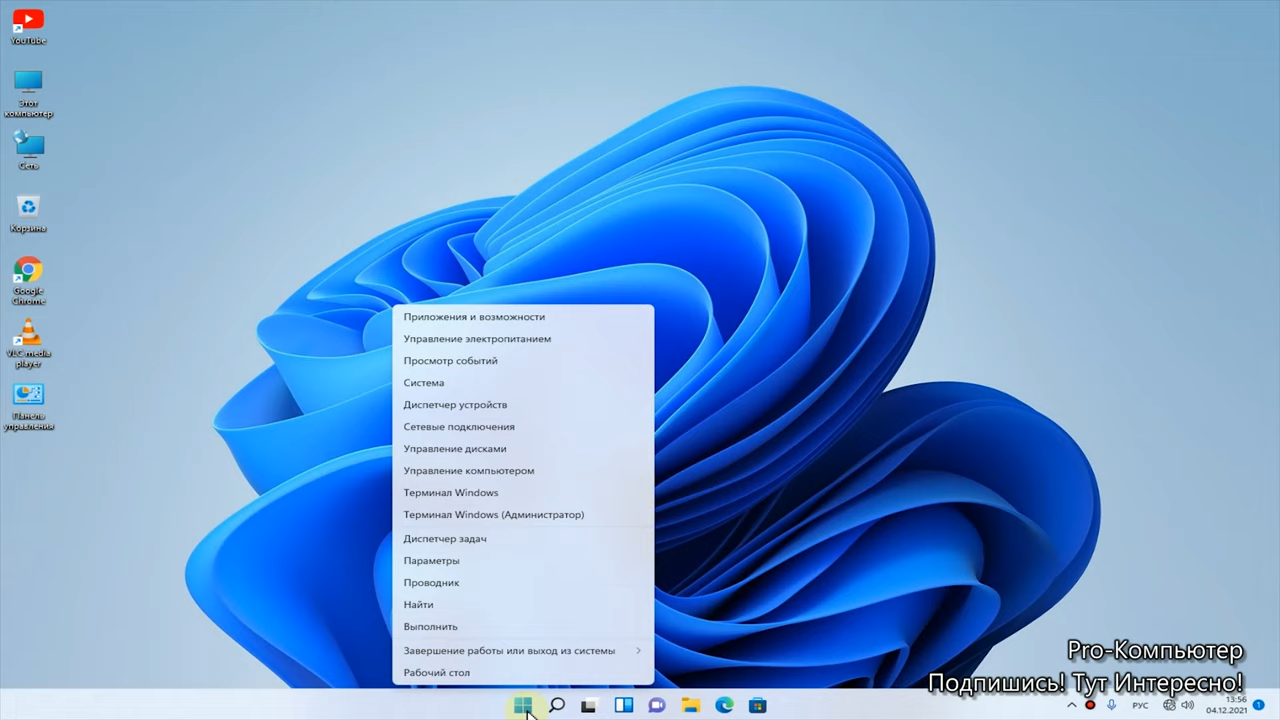 YouTube
Этот
компьютер
Сеть
Корзина
Google
Chrome
VLC media
player
Панель
управления
Приложения и возможности
Управление электропитанием
Просмотр событий
Система
Диспетчер устройств
Сетевые подключения
Управление дисками
Управление компьютером
Терминал Windows
Терминал Windows (Администратор)
Диспетчер задач
Параметры
Проводник
Найти
Выполнить
Завершение работы или выход из системы
Рабочий стол
Pro-Компьютер
Подпишись! Тут Интересно!
РУС
13:56
04.12.2021
1